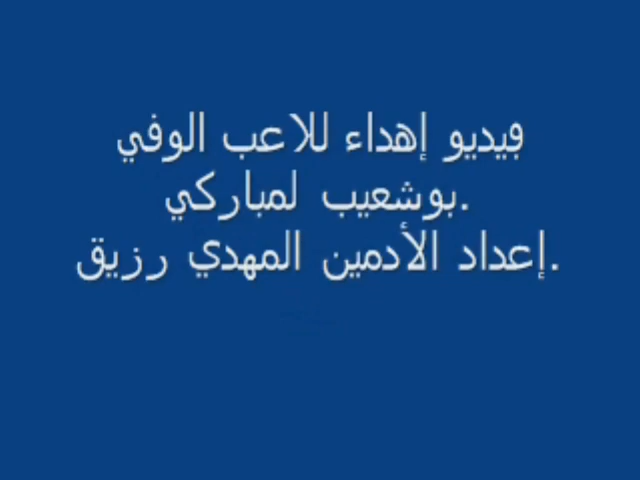 فيديو إهداء للاعب الوفي
.بوشعيب لمباركي
.إعداد الأدمين المهدي رزيق